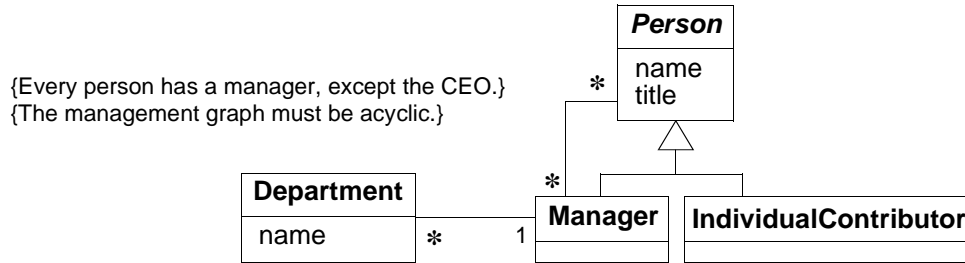 Person
name
title
{Every person has a manager, except the CEO.}
{The management graph must be acyclic.}
*
*
Department
name
*
1
Manager
IndividualContributor